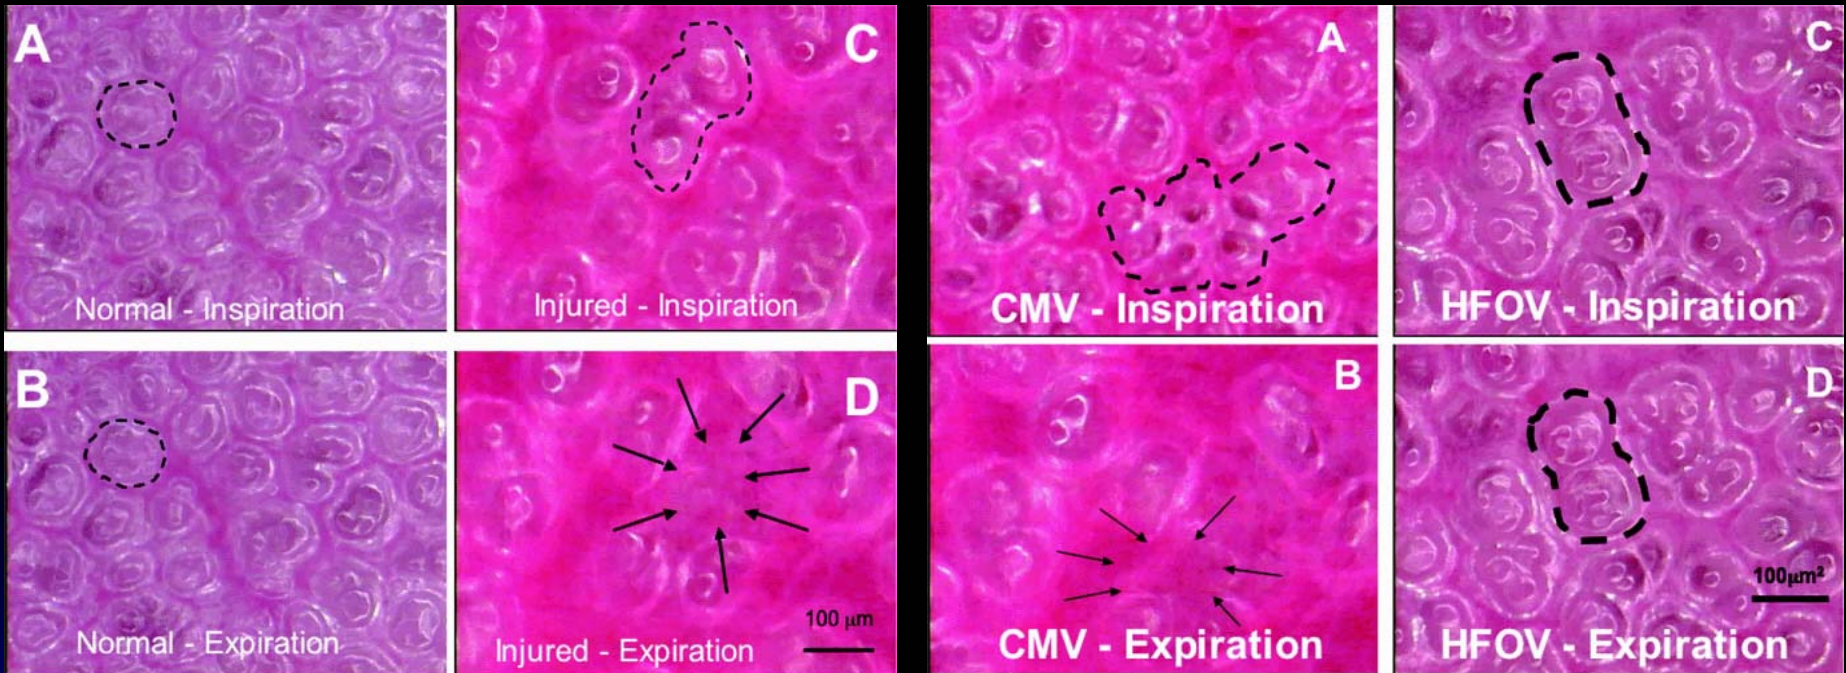 A
Normal - Inspiration
C
Injured - Inspiration
B
Normal - Expiration
D
100 µm
Injured - Expiration
A
CMV - Inspiration
C
HFOV - Inspiration
B
CMV - Expiration
D
100µm²
HFOV - Expiration